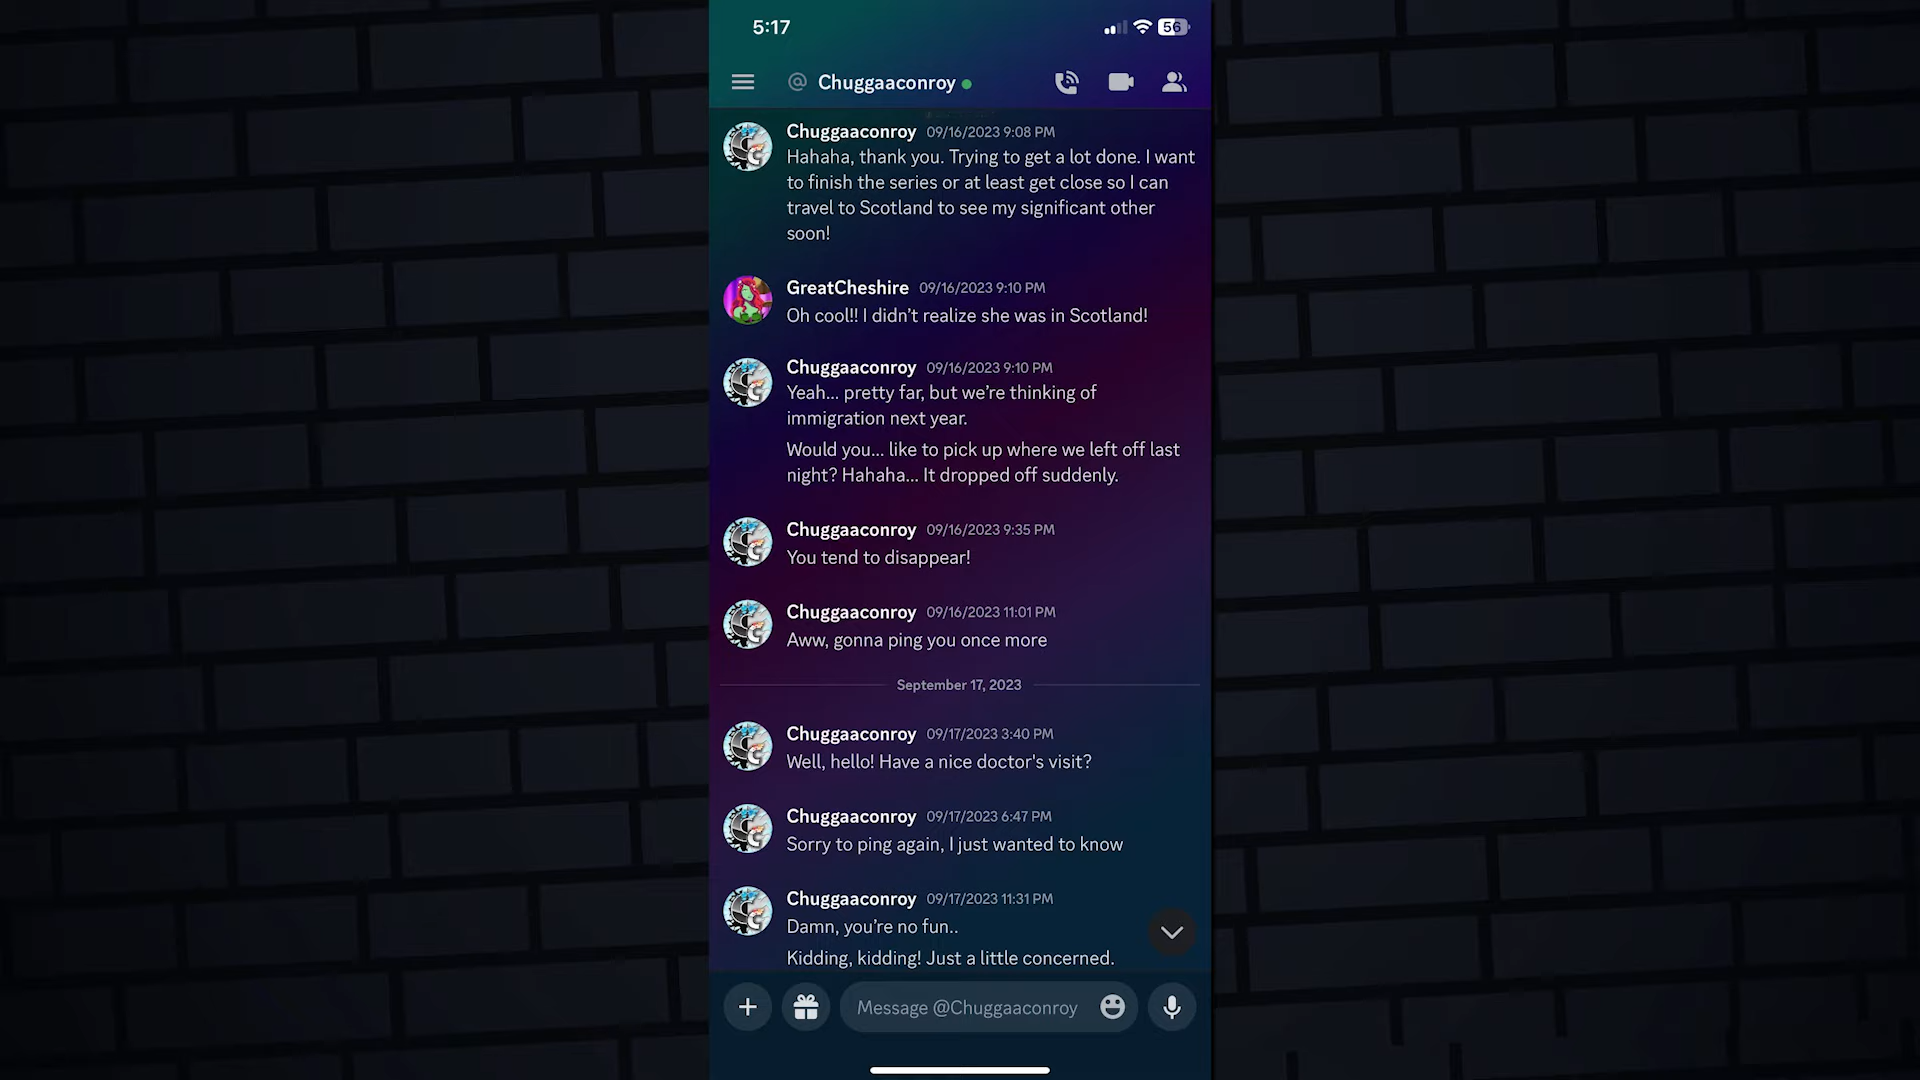 5:17
56
@ Chuggaaconroy
Chuggaaconroy 09/16/2023 9:08 PM
Hahaha, thank you. Trying to get a lot done. I want
to finish the series or at least get close so I can
travel to Scotland to see my significant other
soon!
GreatCheshire 09/16/2023 9:10 PM
Oh cool!! I didn't realize she was in Scotland!
Chuggaaconroy 09/16/2023 9:10 PM
Yeah... pretty far, but we're thinking of
immigration next year.
Would you... like to pick up where we left off last
night? Hahaha... It dropped off suddenly.
Chuggaaconroy 09/16/2023 9:35 PM
You tend to disappear!
Chuggaaconroy 09/16/2023 11:01 PM
Aww, gonna ping you once more
September 17, 2023
Chuggaaconroy 09/17/2023 3:40 PM
Well, hello! Have a nice doctor's visit?
Chuggaaconroy 09/17/2023 6:47 PM
Sorry to ping again, I just wanted to know
Chuggaaconroy 09/17/2023 11:31 PM
Damn, you're no fun..
Kidding, kidding! Just a little concerned.
Message @Chuggaaconroy